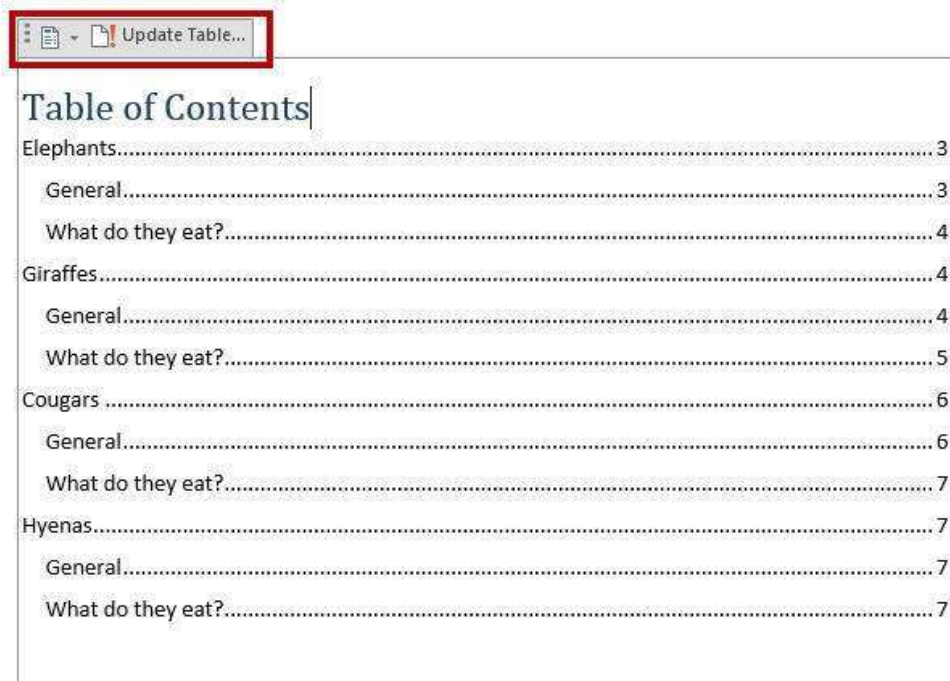 Update Table...
Table of Contents
Elephants.......................................................................................................................... 3
General.......................................................................................................................... 3
What do they eat?.......................................................................................................... 4
Giraffes............................................................................................................................ 4
General.......................................................................................................................... 4
What do they eat?.......................................................................................................... 5
Cougars .......................................................................................................................... 6
General.......................................................................................................................... 6
What do they eat?.......................................................................................................... 7
Hyenas............................................................................................................................ 7
General.......................................................................................................................... 7
What do they eat?.......................................................................................................... 7